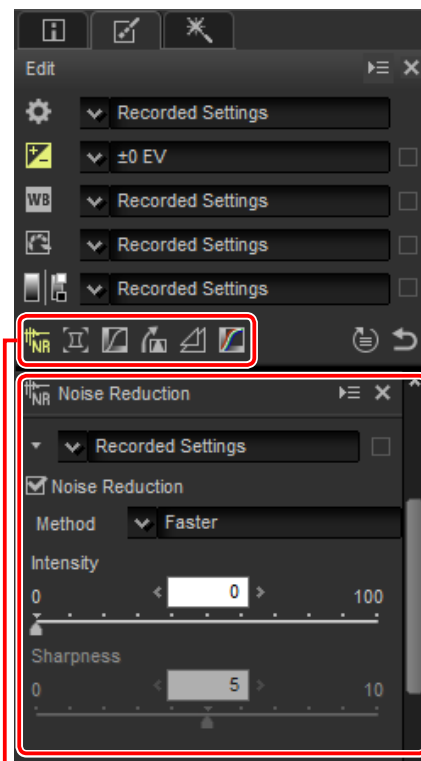 Edit
Recorded Settings
±0 EV
WB Recorded Settings
Recorded Settings
Recorded Settings
NR
NR Noise Reduction
Recorded Settings
Noise Reduction
Method Faster
Intensity
0 0 100
Sharpness
0 5 10